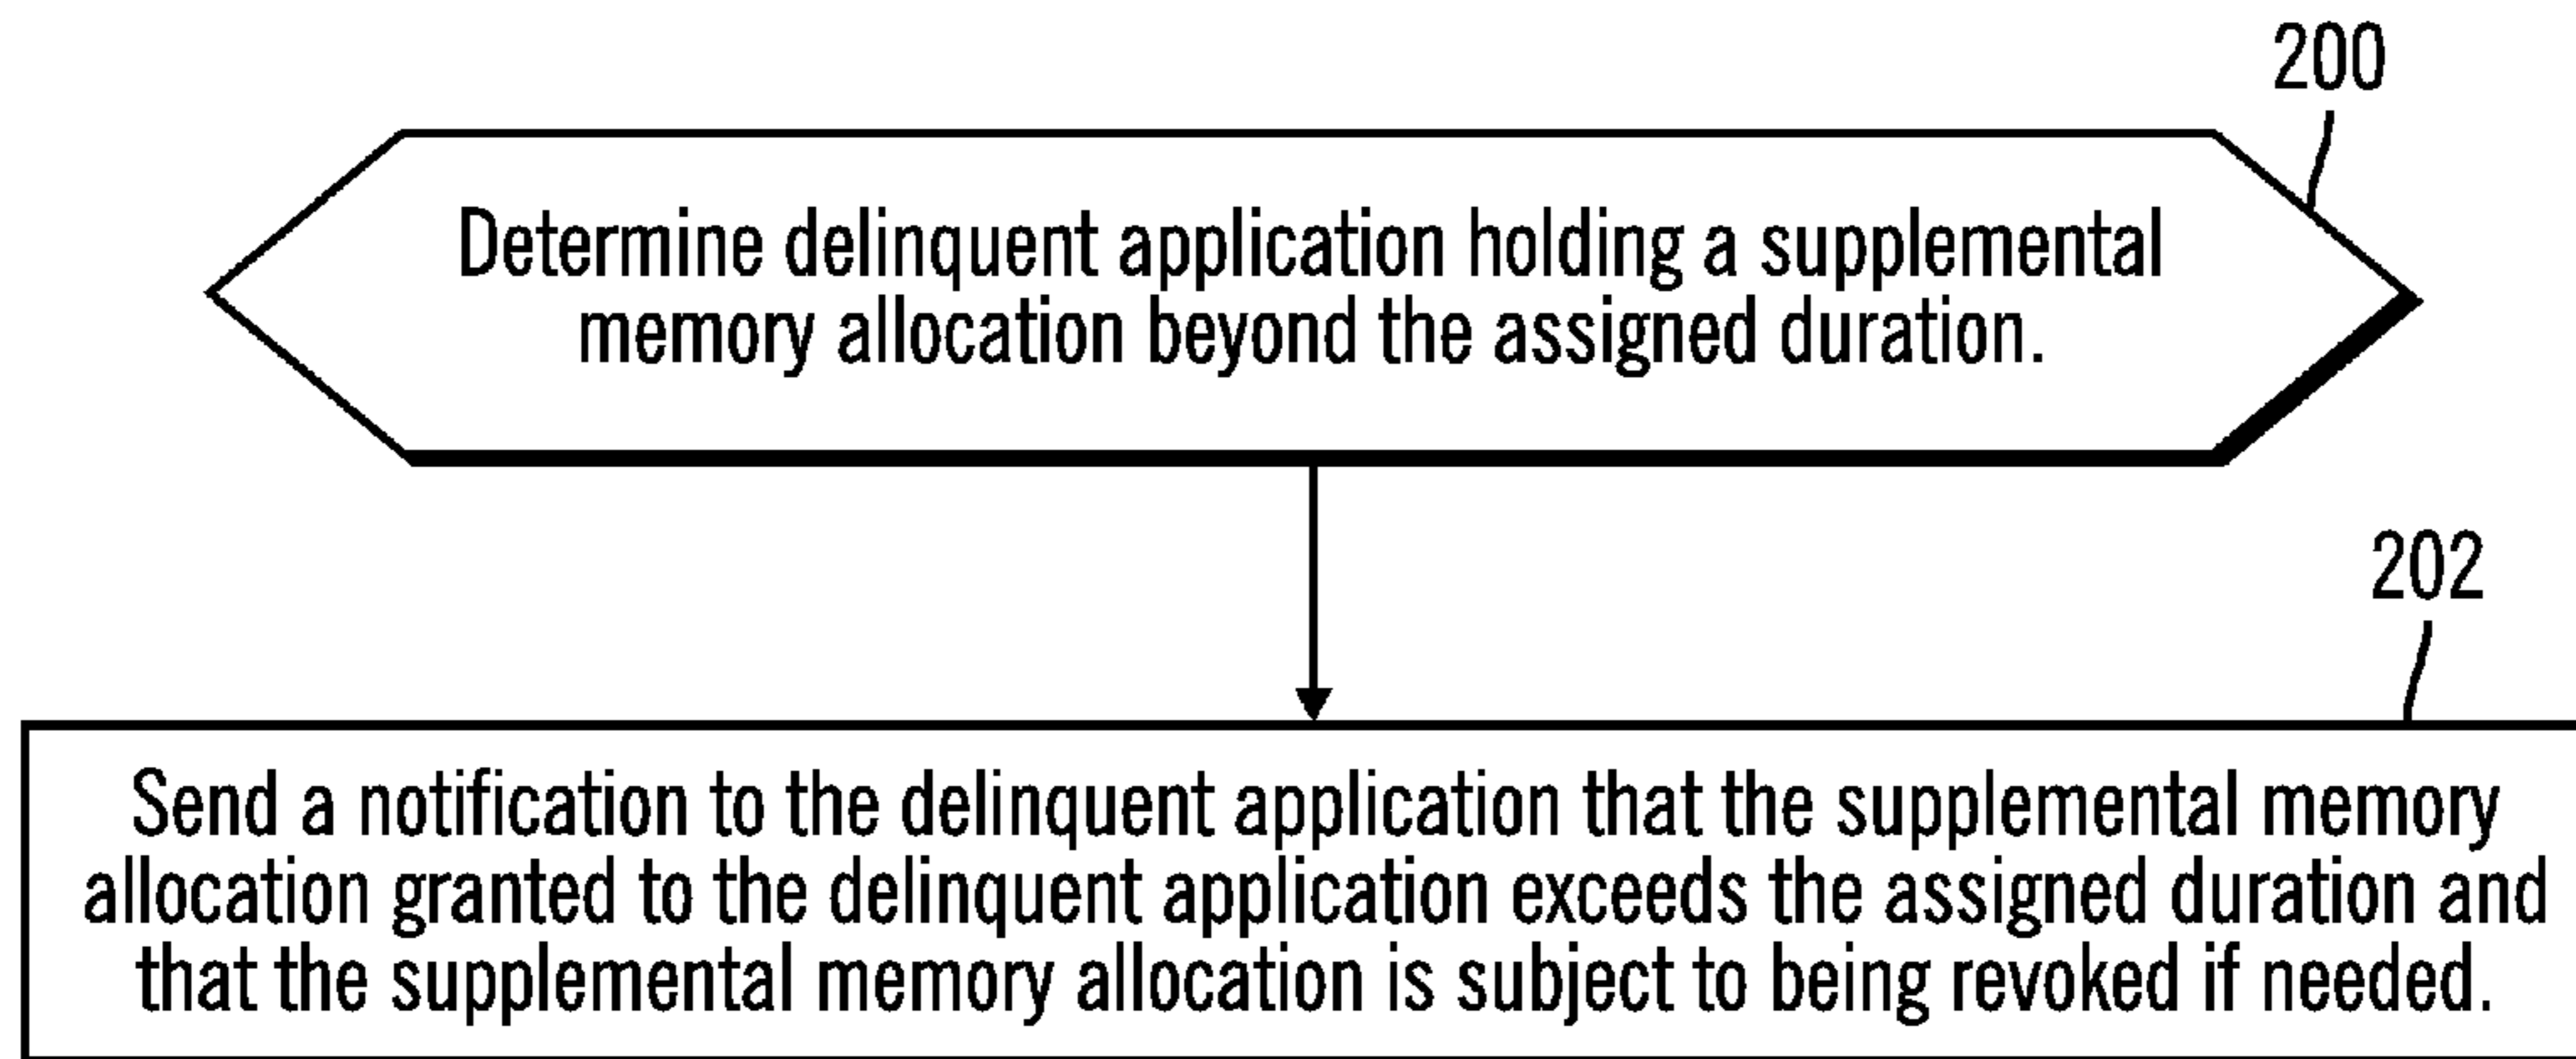 200
Determine delinquent application holding a supplemental
memory allocation beyond the assigned duration.
202
Send a notification to the delinquent application that the supplemental memory
allocation granted to the delinquent application exceeds the assigned duration and
that the supplemental memory allocation is subject to being revoked if needed.